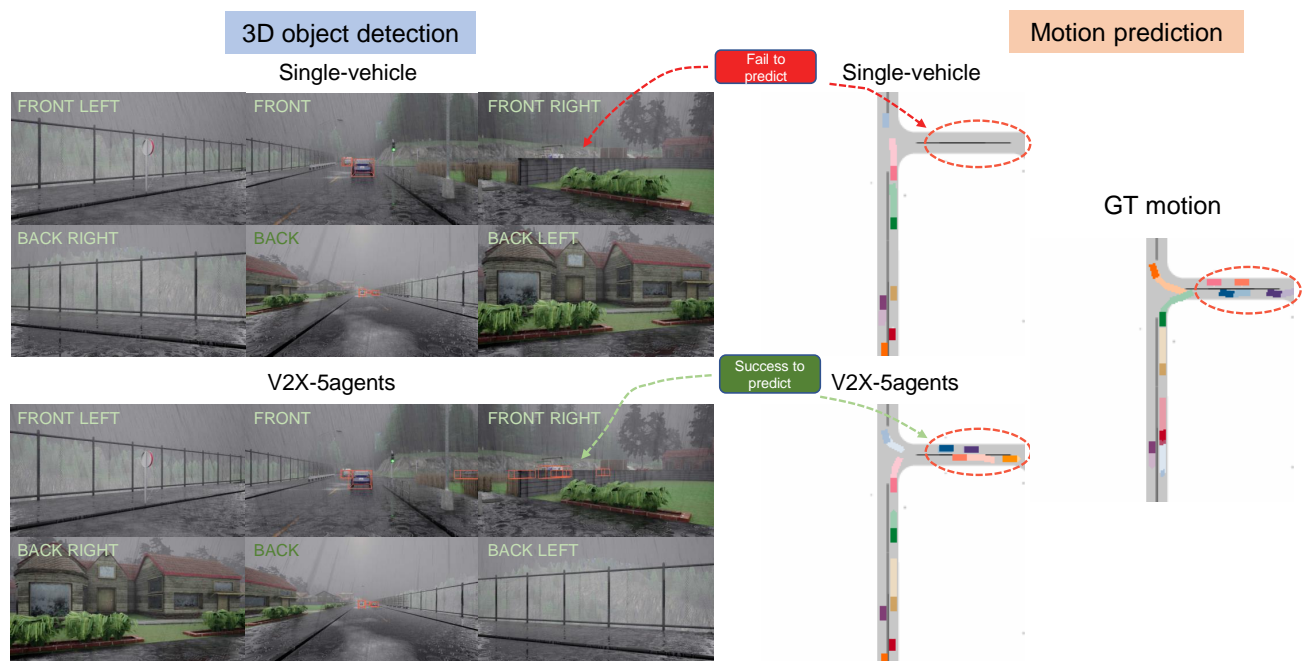 3D object detection
Motion prediction
Single-vehicle
Fail to
predict
Single-vehicle
FRONT LEFT
FRONT
FRONT RIGHT
GT motion
BACK RIGHT
BACK
BACK LEFT
V2X-5agents
Success to
predict
V2X-5agents
FRONT LEFT
FRONT
FRONT RIGHT
BACK RIGHT
BACK
BACK LEFT